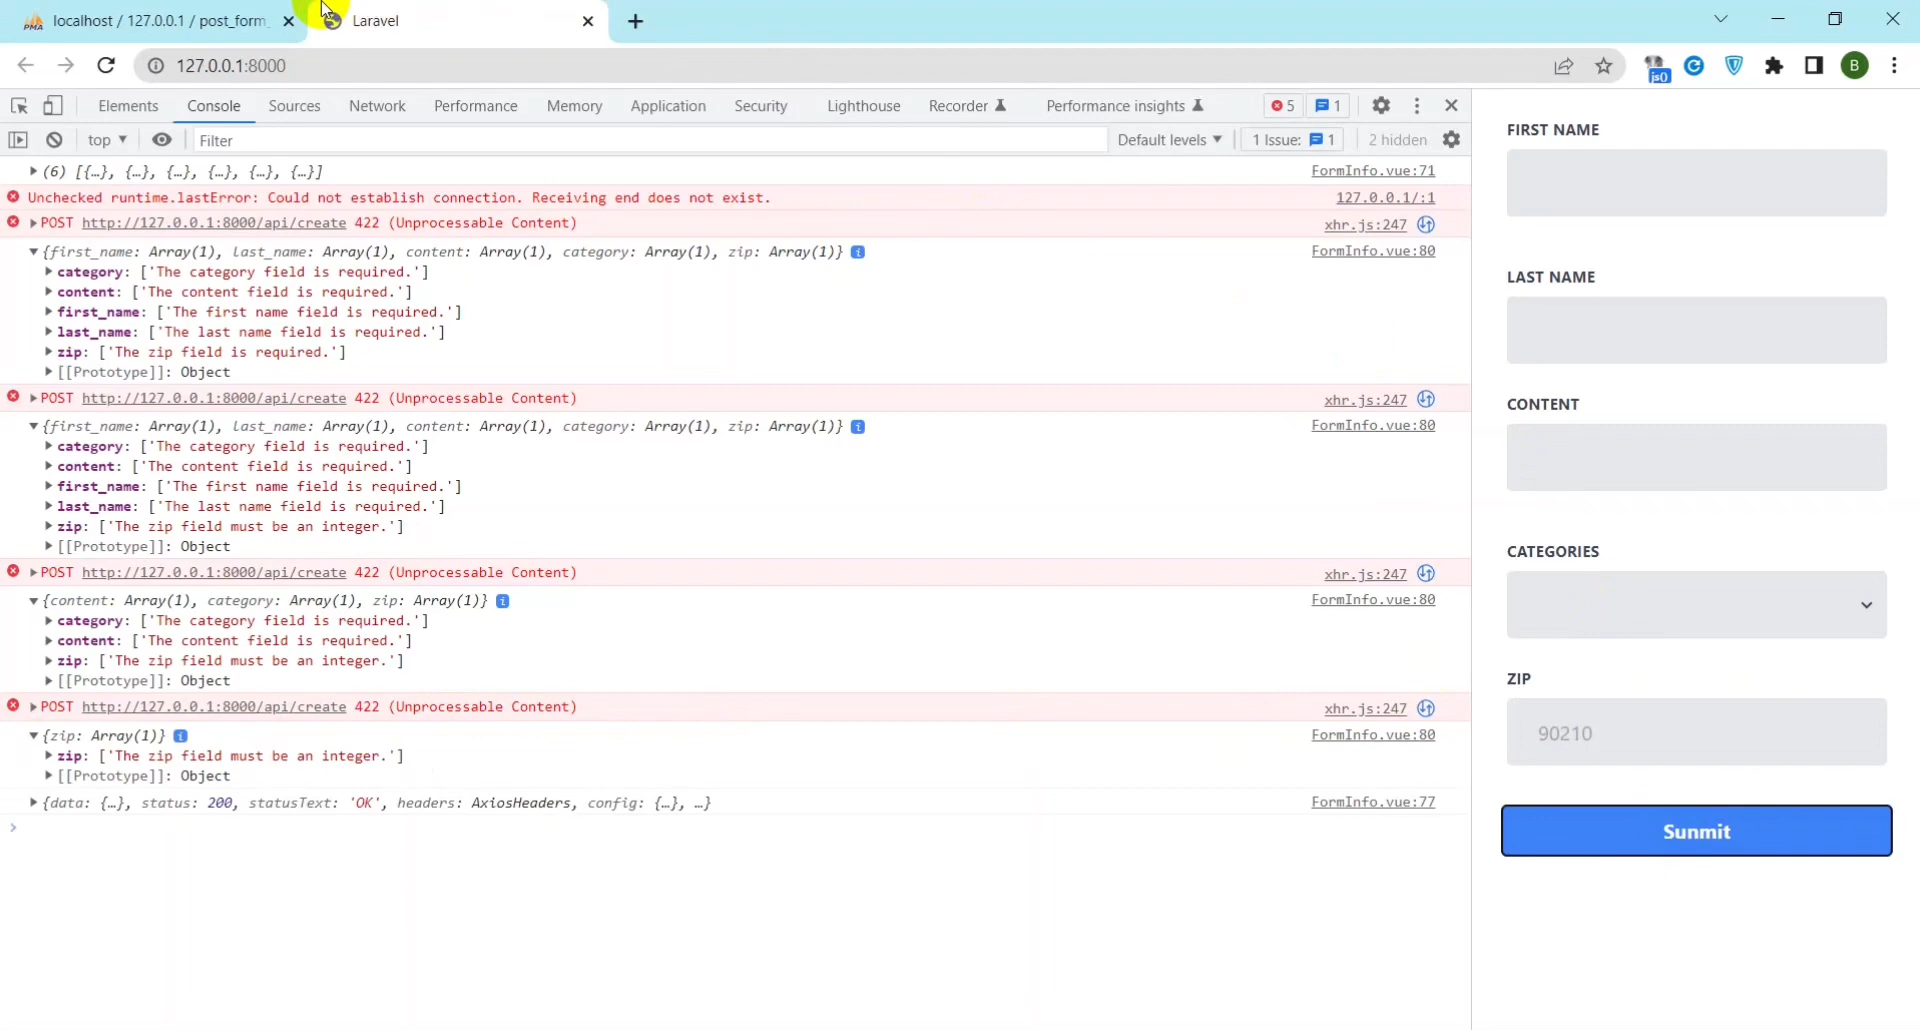 localhost / 127.0.0.1 / post_form_
Laravel
127.0.0.1:8000
js()
B
Elements Console Sources Network Performance Memory Application Security Lighthouse Recorder Performance insights 5 1
top Filter Default levels 1 Issue: 1 2 hidden
(6) [{…}, {…}, {…}, {…}, {…}, {…}] FormInfo.vue:71
Unchecked runtime.lastError: Could not establish connection. Receiving end does not exist. 127.0.0.1/:1
POST http://127.0.0.1:8000/api/create 422 (Unprocessable Content) xhr.js:247
{first_name: Array(1), last_name: Array(1), content: Array(1), category: Array(1), zip: Array(1)} i FormInfo.vue:80
category: ['The category field is required.']
content: ['The content field is required.']
first_name: ['The first name field is required.']
last_name: ['The last name field is required.']
zip: ['The zip field is required.']
[[Prototype]]: Object
POST http://127.0.0.1:8000/api/create 422 (Unprocessable Content) xhr.js:247
{first_name: Array(1), last_name: Array(1), content: Array(1), category: Array(1), zip: Array(1)} i FormInfo.vue:80
category: ['The category field is required.']
content: ['The content field is required.']
first_name: ['The first name field is required.']
last_name: ['The last name field is required.']
zip: ['The zip field must be an integer.']
[[Prototype]]: Object
POST http://127.0.0.1:8000/api/create 422 (Unprocessable Content) xhr.js:247
{content: Array(1), category: Array(1), zip: Array(1)} i FormInfo.vue:80
category: ['The category field is required.']
content: ['The content field is required.']
zip: ['The zip field must be an integer.']
[[Prototype]]: Object
POST http://127.0.0.1:8000/api/create 422 (Unprocessable Content) xhr.js:247
{zip: Array(1)} i FormInfo.vue:80
zip: ['The zip field must be an integer.']
[[Prototype]]: Object
{data: {…}, status: 200, statusText: 'OK', headers: AxiosHeaders, config: {…}, …} FormInfo.vue:77
FIRST NAME
LAST NAME
CONTENT
CATEGORIES
ZIP
90210
Sunmit